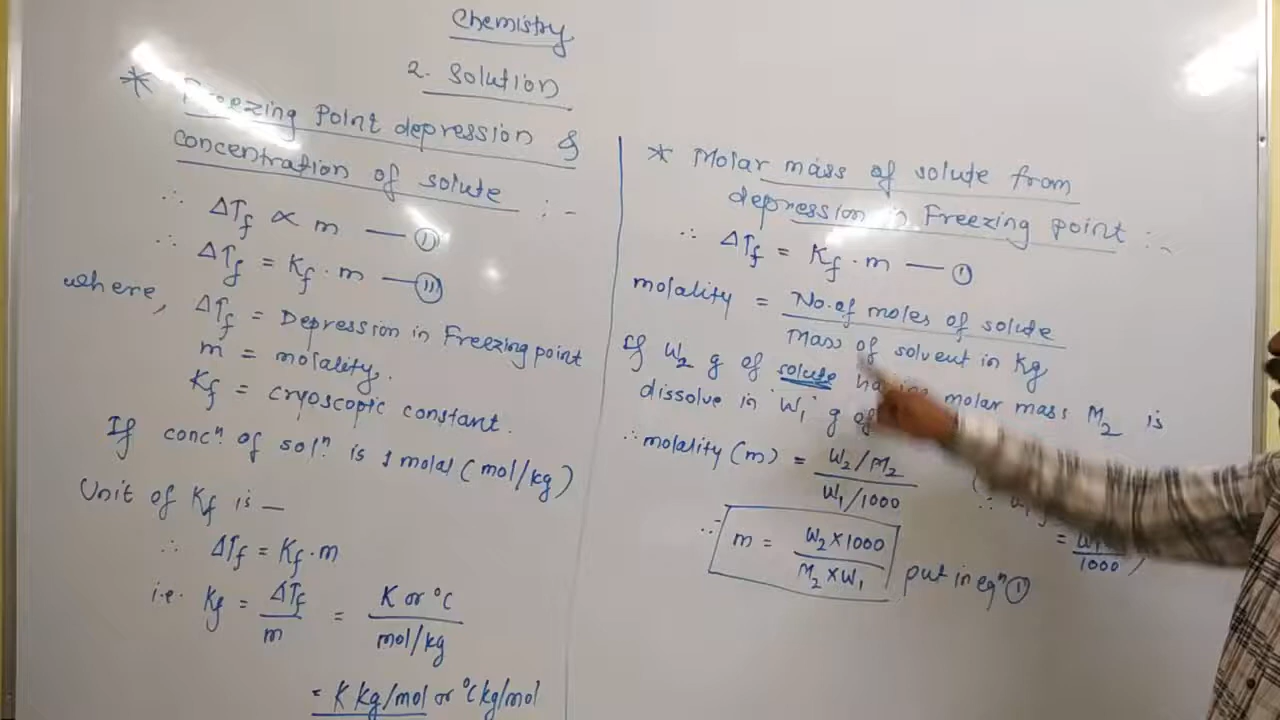 Chemistry
2. Solution
* Freezing Point depression &
concentration of solute :-
∴ ΔTf ∝ m — (I)
∴ ΔTf = Kf · m — (II)
where, ΔTf = Depression in Freezing point
m = molality.
Kf = cryoscopic constant.
If concⁿ. of solⁿ is 1 molal (mol/kg)
Unit of Kf is —
∴ ΔTf = Kf · m
i.e. Kf = ΔTf / m = K or °C / mol/kg
= K kg/mol or °C kg/mol
* Molar mass of solute from
depression in Freezing point :-
∴ ΔTf = Kf · m — (I)
molality = No. of moles of solute / Mass of solvent in Kg
If W₂ g of solute having molar mass M₂ is
dissolve in 'W₁' g of
∴ molality (m) = W₂/M₂ / W₁/1000
∴ m = W₂ × 1000 / M₂ × W₁ put in eqⁿ (I)
1000